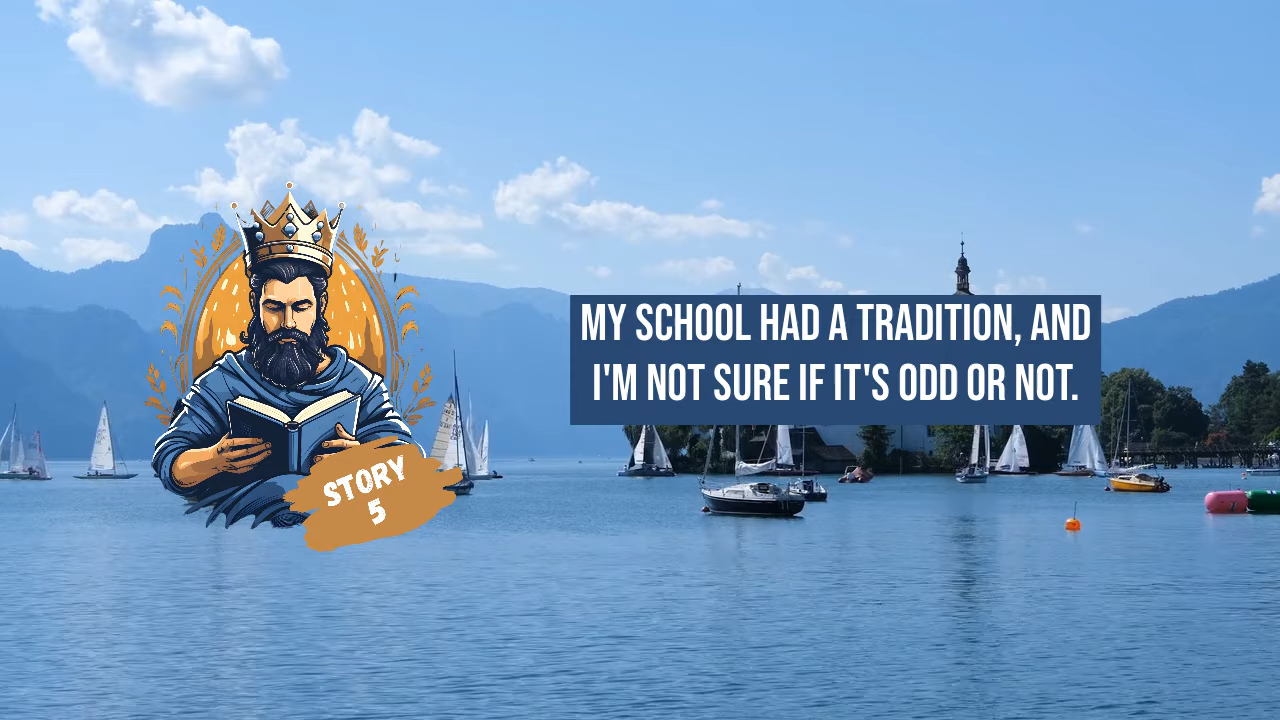 MY SCHOOL HAD A TRADITION, AND
I'M NOT SURE IF IT'S ODD OR NOT.
STORY
5